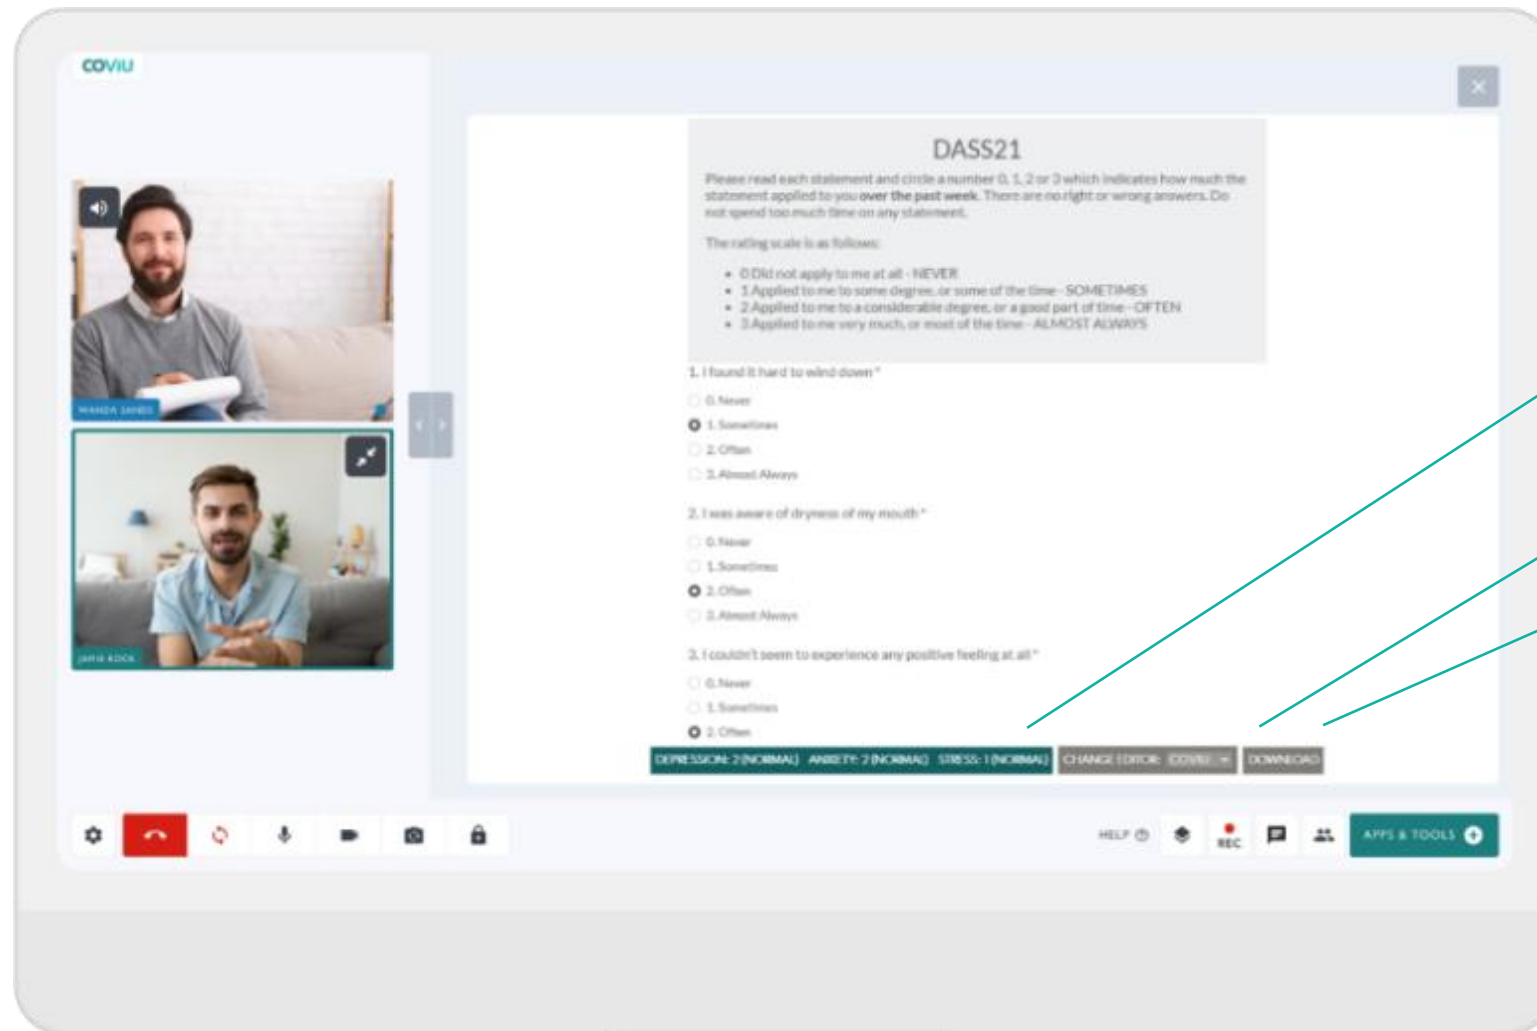 COVIU
DASS21
Please read each statement and circle a number 0, 1, 2 or 3 which indicates how much the
statement applied to you over the past week. There are no right or wrong answers. Do
not spend too much time on any statement.
The rating scale is as follows:
• 0 Did not apply to me at all - NEVER
• 1 Applied to me to some degree, or some of the time - SOMETIMES
• 2 Applied to me to a considerable degree, or a good part of time - OFTEN
• 3 Applied to me very much, or most of the time - ALMOST ALWAYS
1. I found it hard to wind down *
0. Never
1. Sometimes
2. Often
3. Almost Always
2. I was aware of dryness of my mouth *
0. Never
1. Sometimes
2. Often
3. Almost Always
3. I couldn't seem to experience any positive feeling at all *
0. Never
1. Sometimes
2. Often
WANDA SANDS
JAMIE ROCK
DEPRESSION: 2 (NORMAL) ANXIETY: 2 (NORMAL) STRESS: 1 (NORMAL)
CHANGE EDITOR: COVIU
DOWNLOAD
HELP
REC
APPS & TOOLS